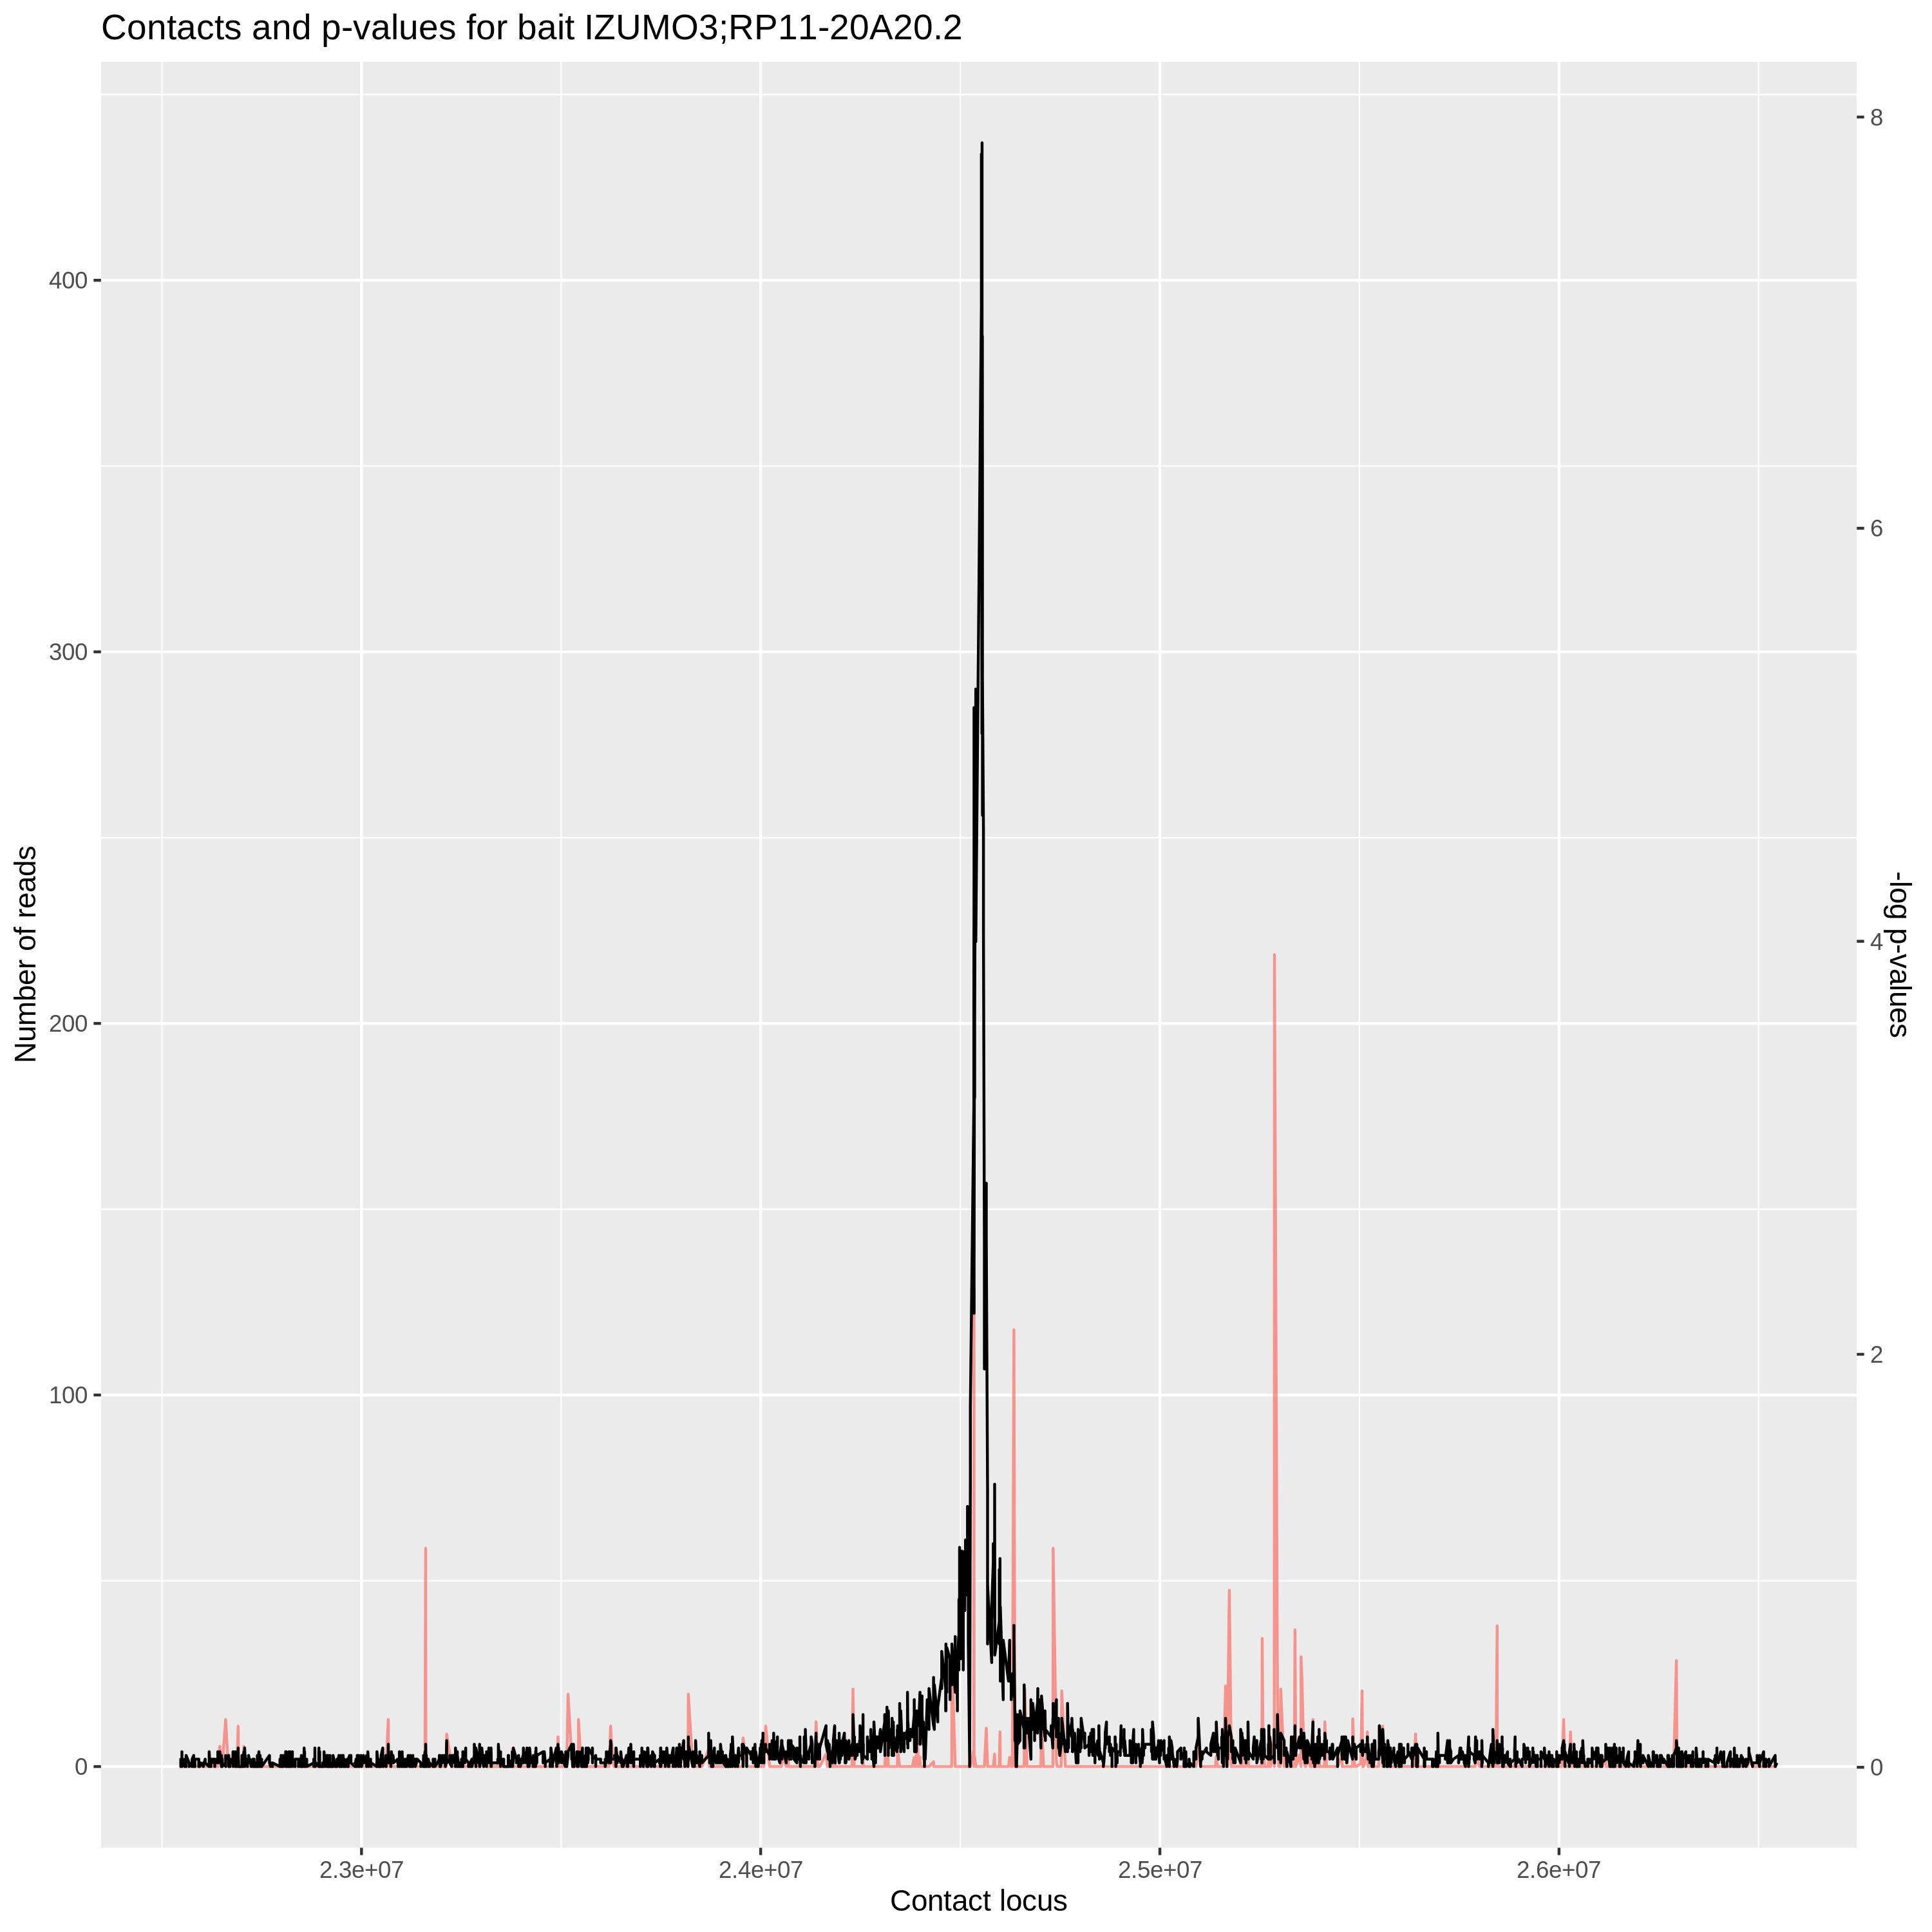 Contacts and p-values for bait IZUMO3;RP11-20A20.2
8
400
6
300
Number of reads
-log p-values
4
200
2
100
0
0
2.3e+07
2.4e+07
2.5e+07
2.6e+07
Contact locus